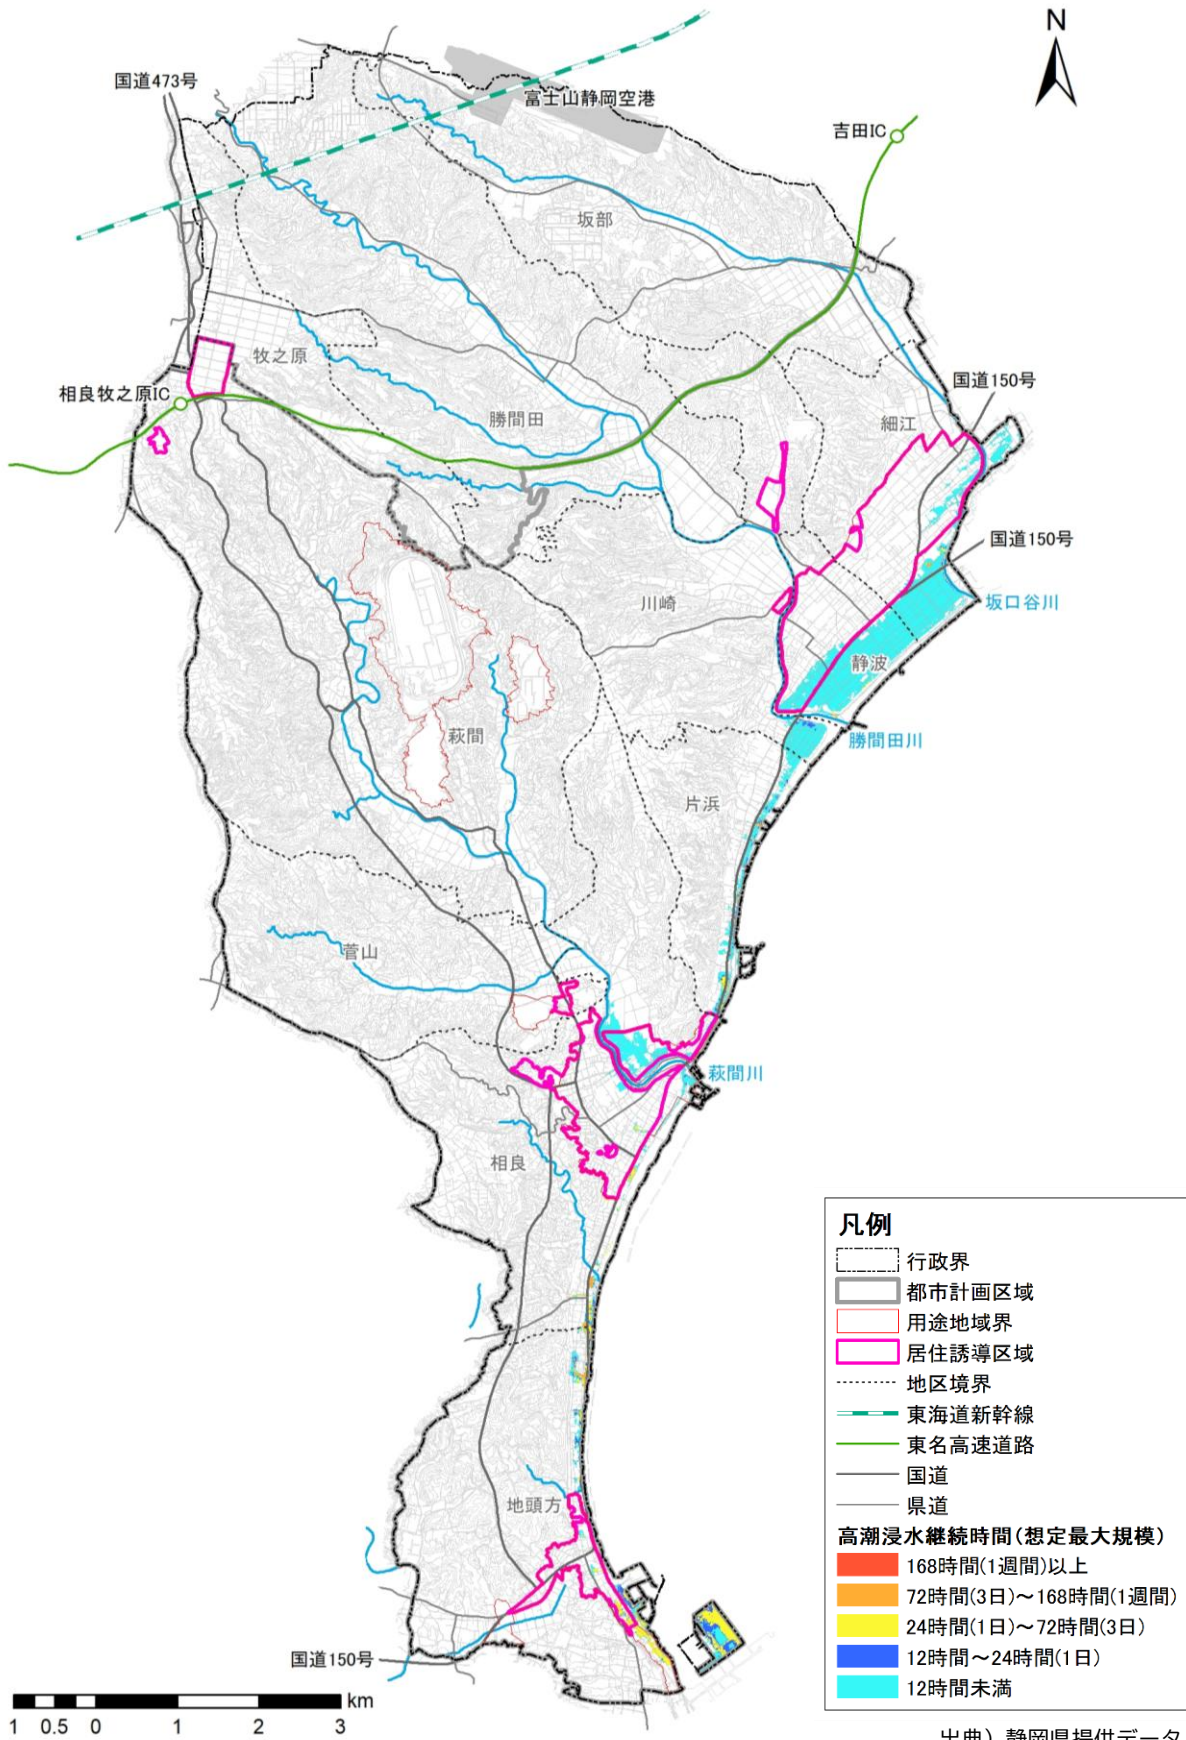 N
国道473号
富士山静岡空港
吉田IC
坂部
牧之原
国道150号
相良牧之原IC
勝間田
細江
国道150号
坂口谷川
川崎
静波
萩間
勝間田川
片浜
菅山
萩間川
相良
地頭方
国道150号
km
1 0.5 0 1 2 3
凡例
行政界
都市計画区域
用途地域界
居住誘導区域
地区境界
東海道新幹線
東名高速道路
国道
県道
高潮浸水継続時間(想定最大規模)
168時間(1週間)以上
72時間(3日)～168時間(1週間)
24時間(1日)～72時間(3日)
12時間～24時間(1日)
12時間未満
出典）静岡県提供データ